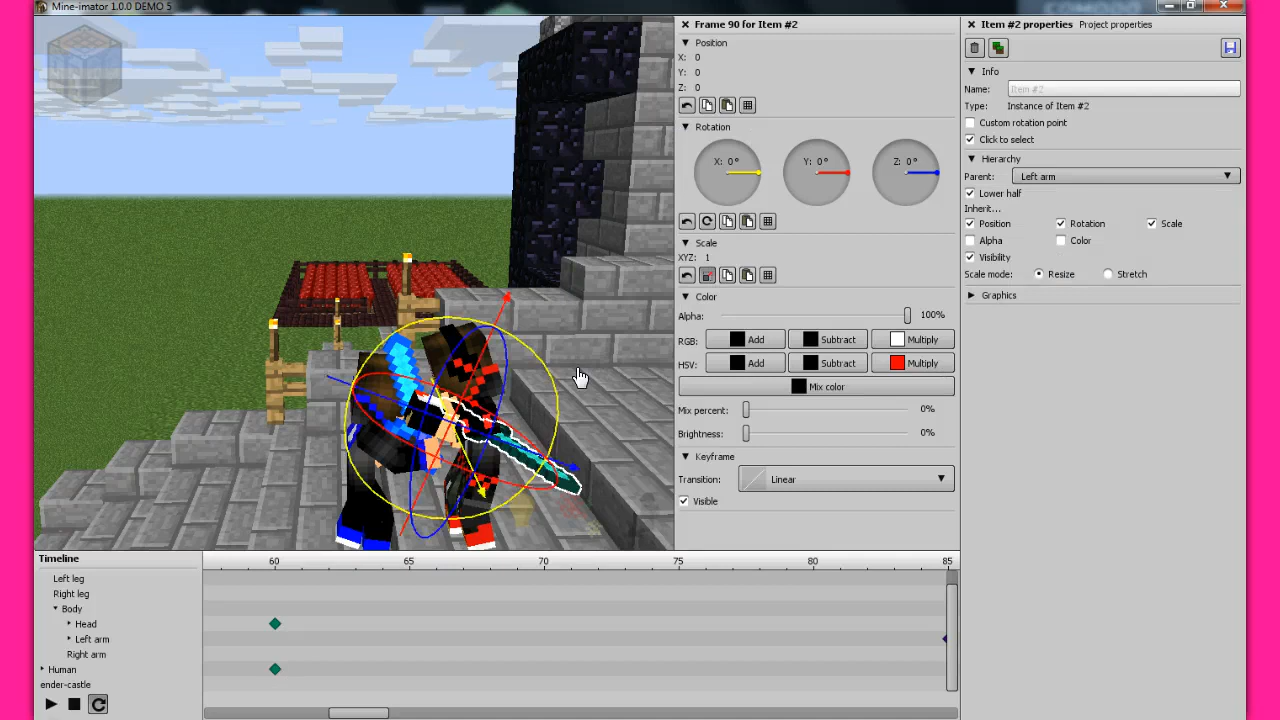 Mine-imator 1.0.0 DEMO 5
Frame 90 for Item #2
Position
X: 0
Y: 0
Z: 0
Rotation
X: 0° Y: 0° Z: 0°
Scale
XYZ: 1
Color
Alpha: 100%
RGB: Add Subtract Multiply
HSV: Add Subtract Multiply
Mix color
Mix percent: 0%
Brightness: 0%
Keyframe
Transition: Linear
Visible
Item #2 properties Project properties
Info
Name: Item #2
Type: Instance of Item #2
Custom rotation point
Click to select
Hierarchy
Parent: Left arm
Lower half
Inherit...
Position Rotation Scale
Alpha Color
Visibility
Scale mode: Resize Stretch
Graphics
Timeline
60 65 70 75 80 85
Left leg
Right leg
Body
Head
Left arm
Right arm
Human
ender-castle